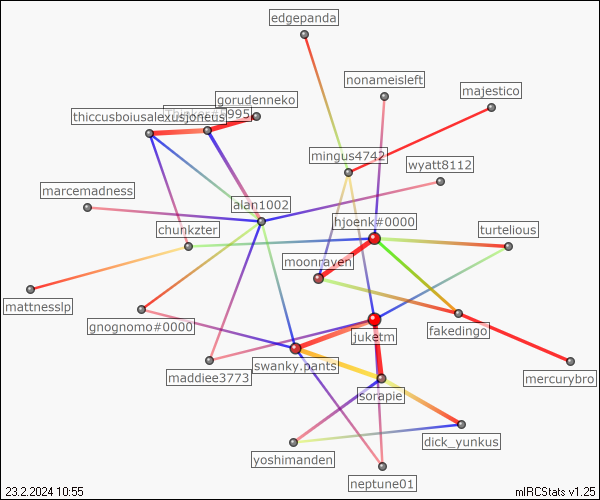 edgepanda
nonameisleft
majestico
gorudenneko
thiccusboiusalexusjoneus
mingus4742
wyatt8112
marcemadness
alan1002
hjoenk#0000
chunkzter
turtelious
moonraven
mattnesslp
gnognomo#0000
fakedingo
juketm
swanky.pants
maddiee3773
mercurybro
sorapie
dick_yunkus
yoshimanden
neptune01
23.2.2024 10:55
mIRCStats v1.25